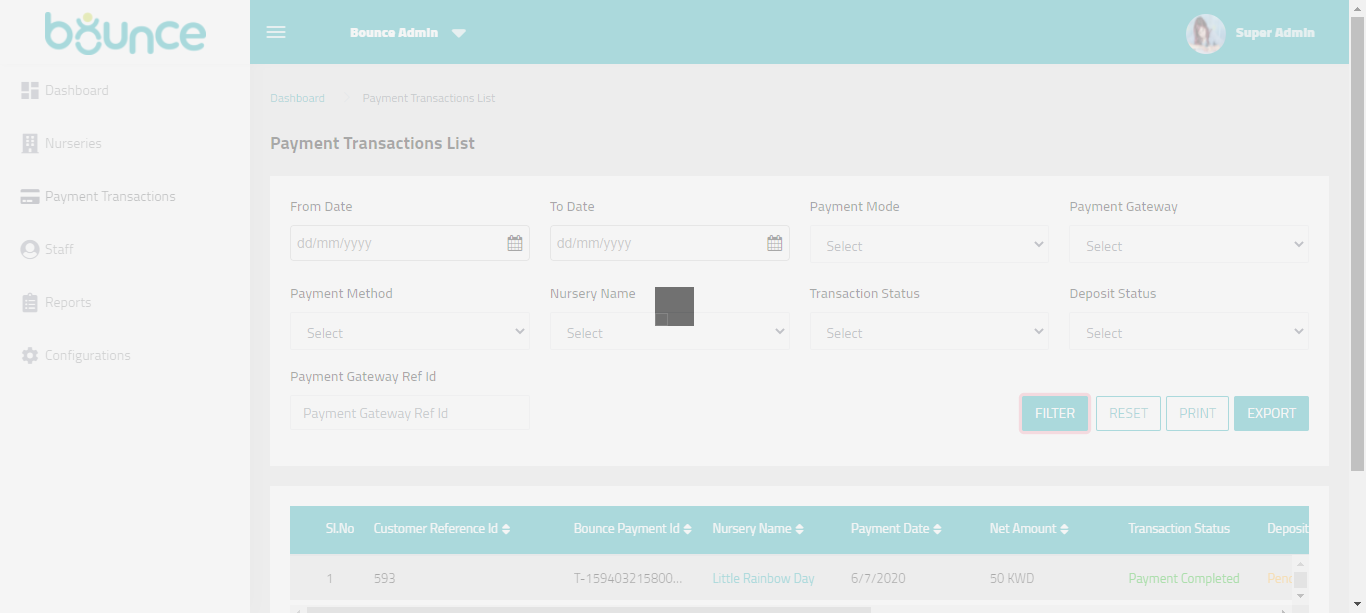 bounce
Bounce Admin
Super Admin
Dashboard
Nurseries
Payment Transactions
Staff
Reports
Configurations
Dashboard
Payment Transactions List
Payment Transactions List
From Date
To Date
Payment Mode
Payment Gateway
dd/mm/yyyy
dd/mm/yyyy
Select
Select
Payment Method
Nursery Name
Transaction Status
Deposit Status
Select
Select
Select
Select
Payment Gateway Ref Id
Payment Gateway Ref Id
FILTER
RESET
PRINT
EXPORT
Sl.No Customer Reference Id Bounce Payment Id Nursery Name Payment Date Net Amount Transaction Status Deposit
1 593 T-159403215800... Little Rainbow Day 6/7/2020 50 KWD Payment Completed